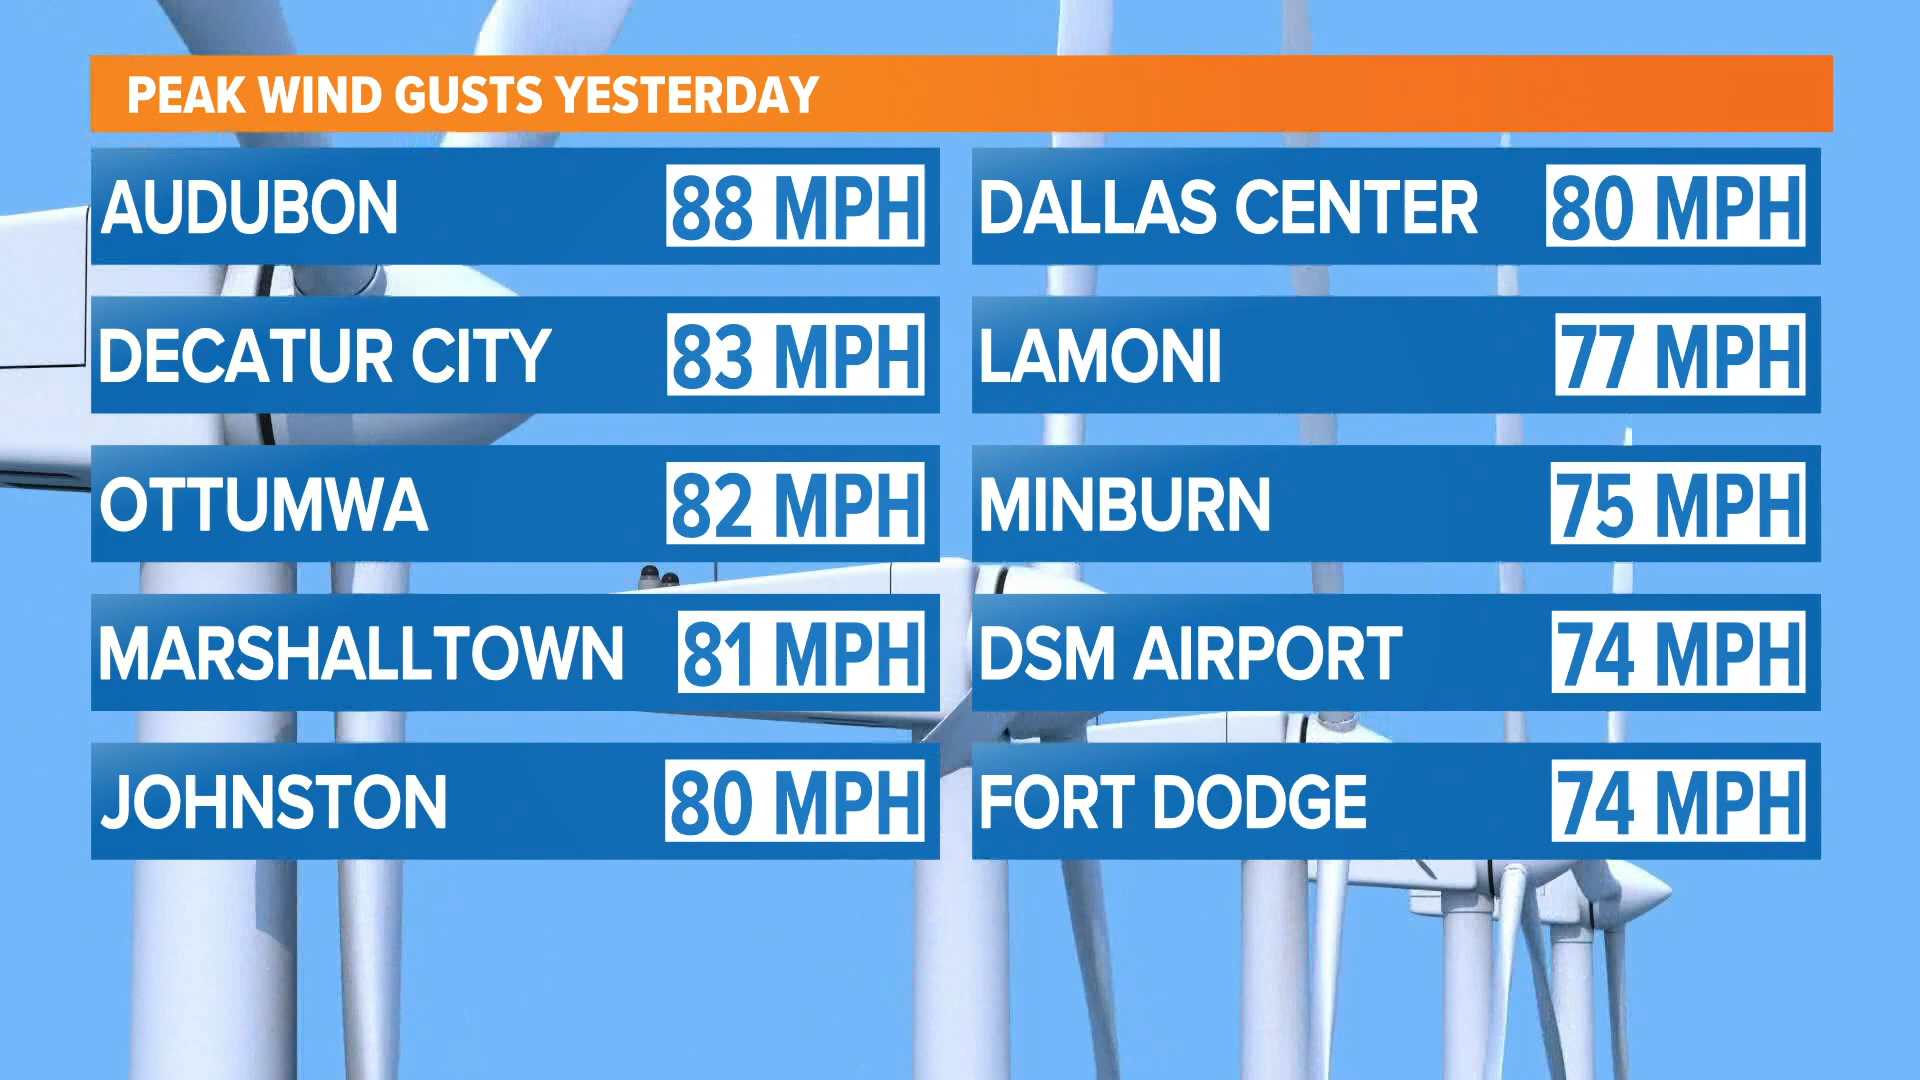 PEAK WIND GUSTS YESTERDAY
AUDUBON 88 MPH
DECATUR CITY 83 MPH
OTTUMWA 82 MPH
MARSHALLTOWN 81 MPH
JOHNSTON 80 MPH
DALLAS CENTER 80 MPH
LAMONI 77 MPH
MINBURN 75 MPH
DSM AIRPORT 74 MPH
FORT DODGE 74 MPH